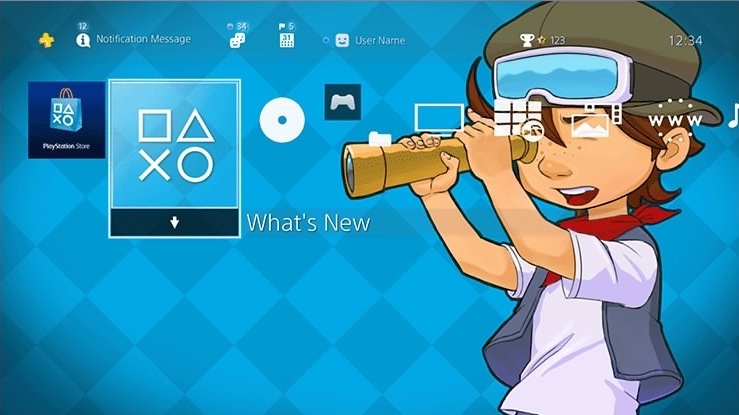 12
Notification Message
34
5
31
User Name
123
12:34
PlayStation Store
What's New
www